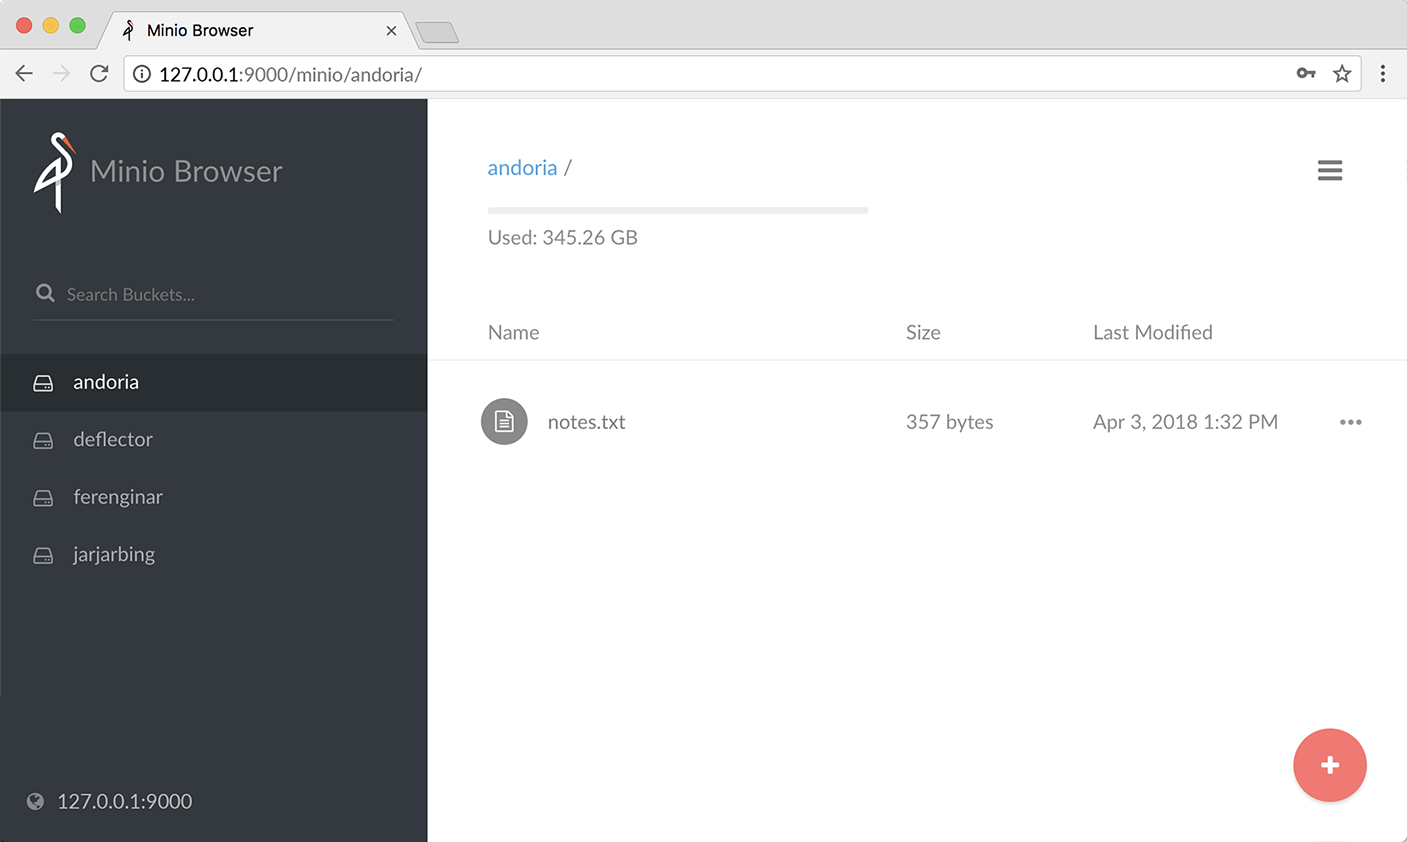 Minio Browser
127.0.0.1:9000/minio/andoria/
Minio Browser
Search Buckets...
andoria
deflector
ferenginar
jarjarbing
127.0.0.1:9000
andoria /
Used: 345.26 GB
Name Size Last Modified
notes.txt 357 bytes Apr 3, 2018 1:32 PM